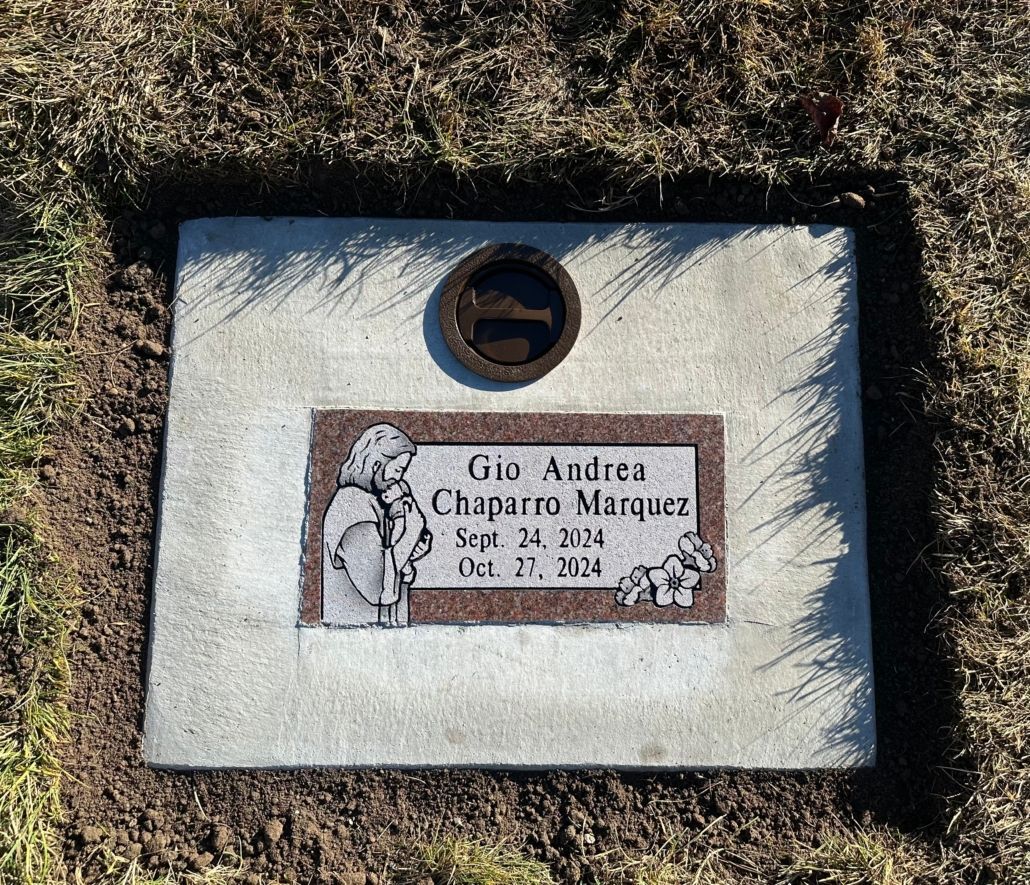 Gio Andrea
Chaparro Marquez
Sept. 24, 2024
Oct. 27, 2024